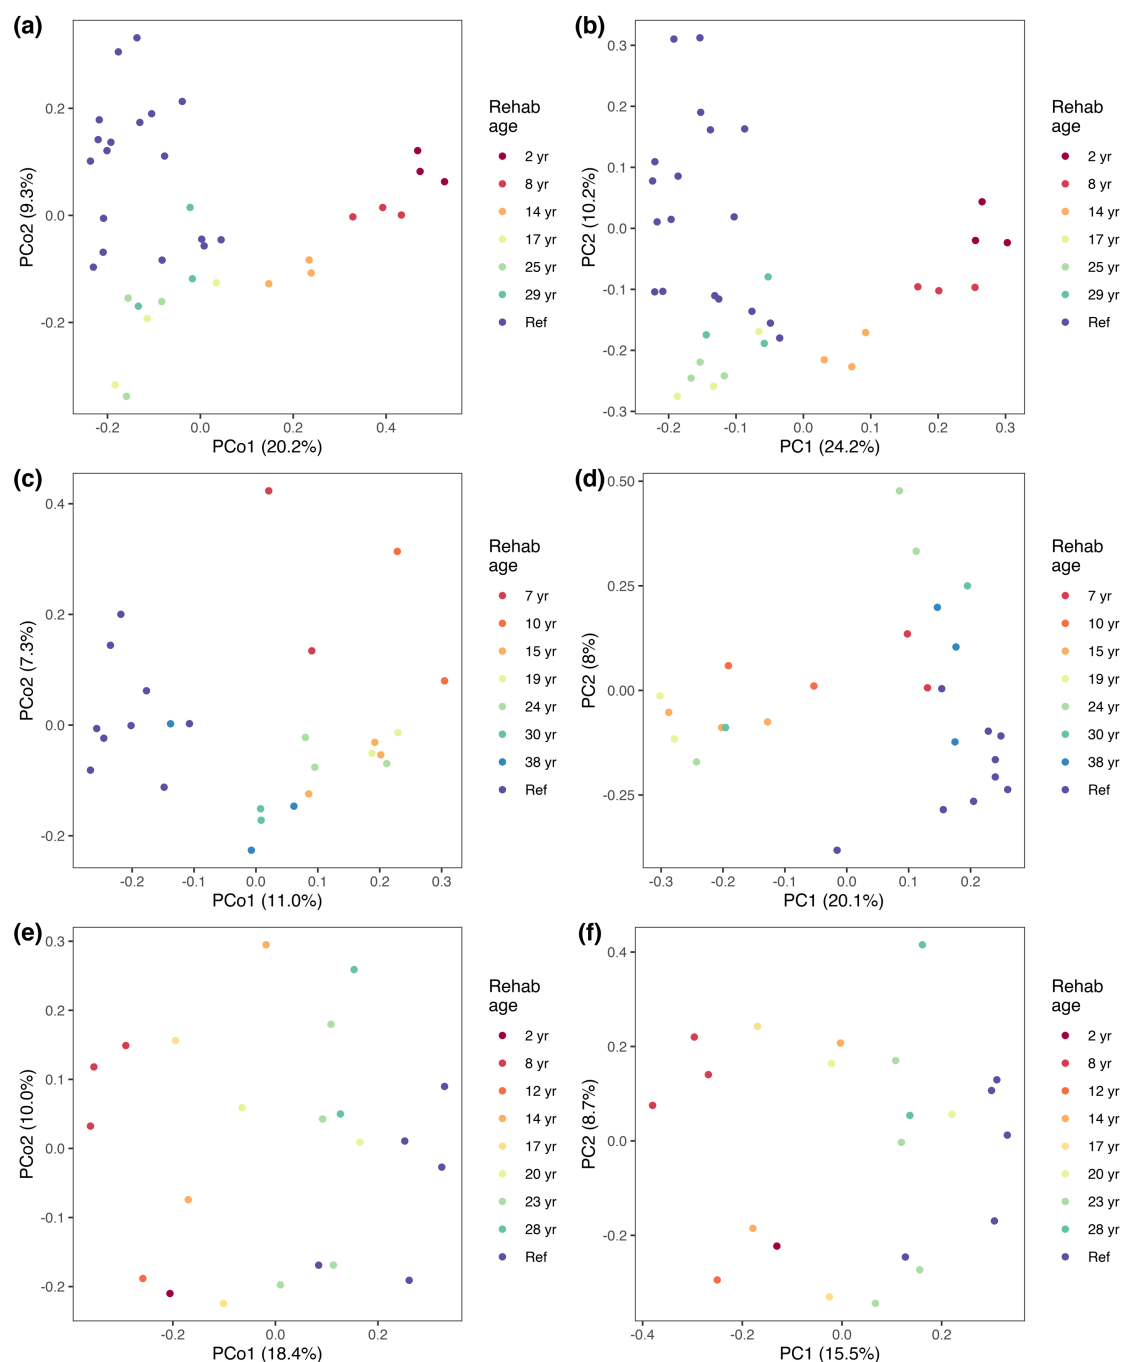 (a)
0.2
0.0
-0.2
PCo2 (9.3%)
-0.2 0.0 0.2 0.4
PCo1 (20.2%)
Rehab
age
2 yr
8 yr
14 yr
17 yr
25 yr
29 yr
Ref
(b)
0.3
0.2
0.1
0.0
-0.1
-0.2
-0.3
PC2 (10.2%)
-0.2 -0.1 0.0 0.1 0.2 0.3
PC1 (24.2%)
Rehab
age
2 yr
8 yr
14 yr
17 yr
25 yr
29 yr
Ref
(c)
0.4
0.2
0.0
-0.2
PCo2 (7.3%)
-0.2 -0.1 0.0 0.1 0.2 0.3
PCo1 (11.0%)
Rehab
age
7 yr
10 yr
15 yr
19 yr
24 yr
30 yr
38 yr
Ref
(d)
0.50
0.25
0.00
-0.25
PC2 (8%)
-0.3 -0.2 -0.1 0.0 0.1 0.2
PC1 (20.1%)
Rehab
age
7 yr
10 yr
15 yr
19 yr
24 yr
30 yr
38 yr
Ref
(e)
0.3
0.2
0.1
0.0
-0.1
-0.2
PCo2 (10.0%)
-0.2 0.0 0.2
PCo1 (18.4%)
Rehab
age
2 yr
8 yr
12 yr
14 yr
17 yr
20 yr
23 yr
28 yr
Ref
(f)
0.4
0.2
0.0
-0.2
PC2 (8.7%)
-0.4 -0.2 0.0 0.2
PC1 (15.5%)
Rehab
age
2 yr
8 yr
12 yr
14 yr
17 yr
20 yr
23 yr
28 yr
Ref